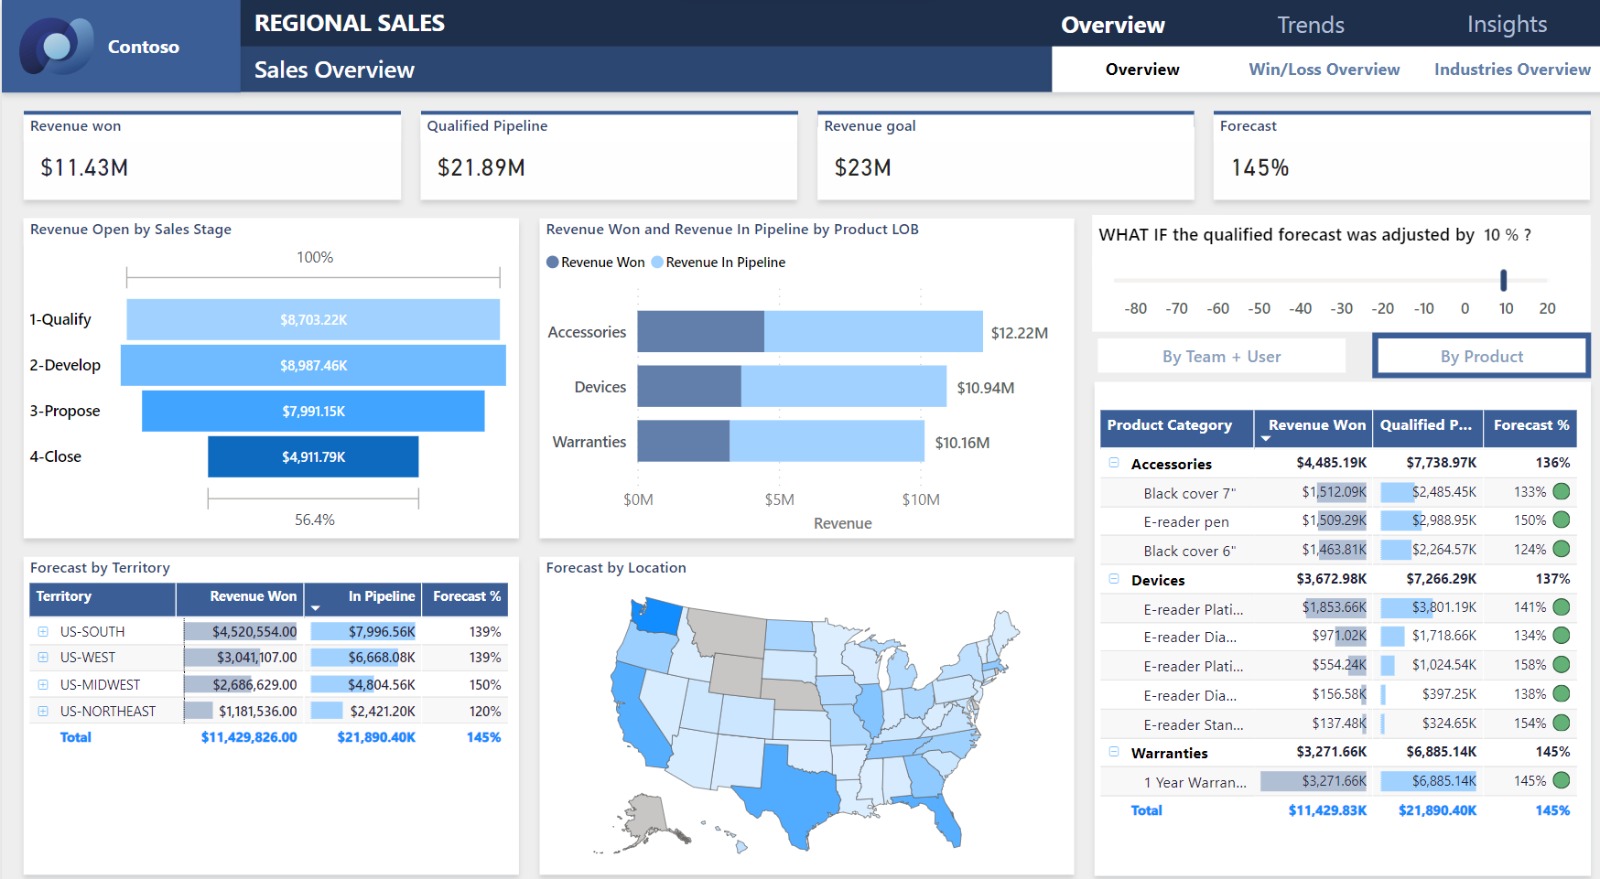 Contoso
REGIONAL SALES
Sales Overview
Overview Trends Insights
Overview Win/Loss Overview Industries Overview
Revenue won
$11.43M
Qualified Pipeline
$21.89M
Revenue goal
$23M
Forecast
145%
Revenue Open by Sales Stage
100%
1-Qualify $8,703.22K
2-Develop $8,987.46K
3-Propose $7,991.15K
4-Close $4,911.79K
56.4%
Revenue Won and Revenue In Pipeline by Product LOB
Revenue Won Revenue In Pipeline
Accessories $12.22M
Devices $10.94M
Warranties $10.16M
$0M $5M $10M
Revenue
WHAT IF the qualified forecast was adjusted by 10 % ?
-80 -70 -60 -50 -40 -30 -20 -10 0 10 20
By Team + User By Product
Product Category Revenue Won Qualified P... Forecast %
Accessories $4,485.19K $7,738.97K 136%
Black cover 7" $1,512.09K $2,485.45K 133%
E-reader pen $1,509.29K $2,988.95K 150%
Black cover 6" $1,463.81K $2,264.57K 124%
Devices $3,672.98K $7,266.29K 137%
E-reader Plati... $1,853.66K $3,801.19K 141%
E-reader Dia... $971.02K $1,718.66K 134%
E-reader Plati... $554.24K $1,024.54K 158%
E-reader Dia... $156.58K $397.25K 138%
E-reader Stan... $137.48K $324.65K 154%
Warranties $3,271.66K $6,885.14K 145%
1 Year Warran... $3,271.66K $6,885.14K 145%
Total $11,429.83K $21,890.40K 145%
Forecast by Territory
Territory Revenue Won In Pipeline Forecast %
US-SOUTH $4,520,554.00 $7,996.56K 139%
US-WEST $3,041,107.00 $6,668.08K 139%
US-MIDWEST $2,686,629.00 $4,804.56K 150%
US-NORTHEAST $1,181,536.00 $2,421.20K 120%
Total $11,429,826.00 $21,890.40K 145%
Forecast by Location